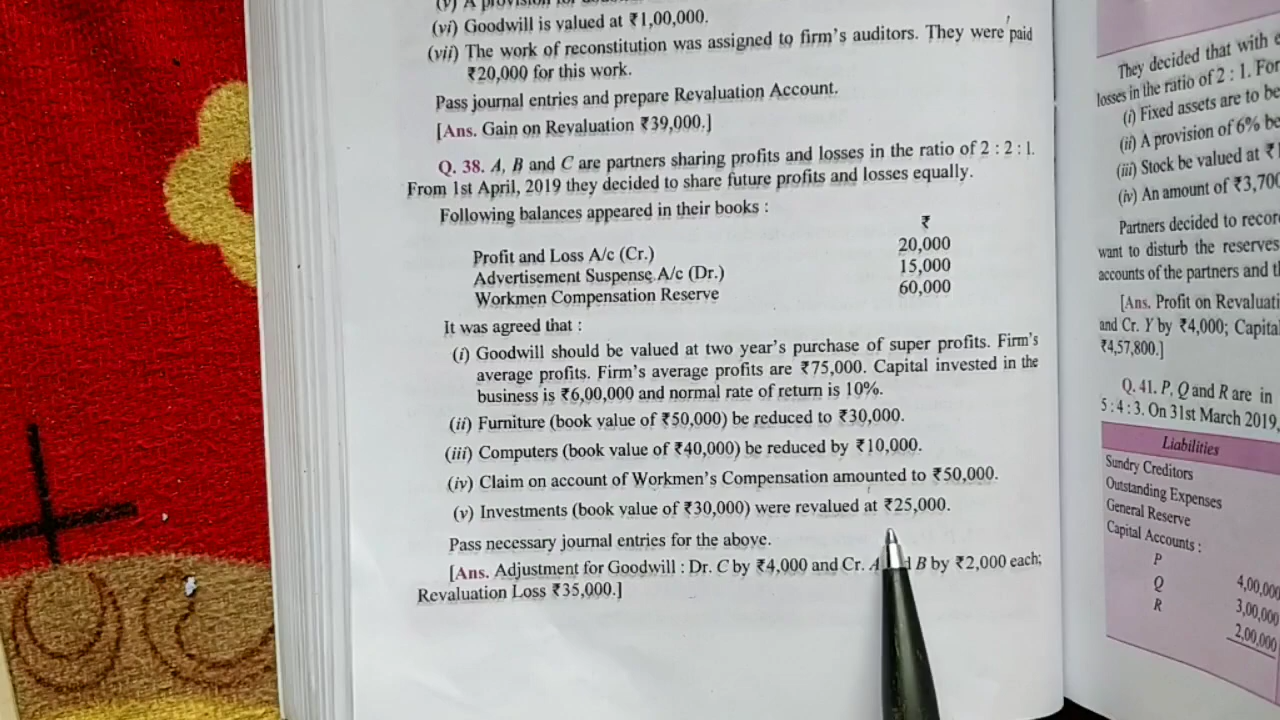 (v) A provision for
(vi) Goodwill is valued at ₹1,00,000.
(vii) The work of reconstitution was assigned to firm's auditors. They were paid
₹20,000 for this work.
Pass journal entries and prepare Revaluation Account.
[Ans. Gain on Revaluation ₹39,000.]
Q. 38. A, B and C are partners sharing profits and losses in the ratio of 2 : 2 : 1.
From 1st April, 2019 they decided to share future profits and losses equally.
Following balances appeared in their books :
₹
Profit and Loss A/c (Cr.) 20,000
Advertisement Suspense A/c (Dr.) 15,000
Workmen Compensation Reserve 60,000
It was agreed that :
(i) Goodwill should be valued at two year's purchase of super profits. Firm's
average profits. Firm's average profits are ₹75,000. Capital invested in the
business is ₹6,00,000 and normal rate of return is 10%.
(ii) Furniture (book value of ₹50,000) be reduced to ₹30,000.
(iii) Computers (book value of ₹40,000) be reduced by ₹10,000.
(iv) Claim on account of Workmen's Compensation amounted to ₹50,000.
(v) Investments (book value of ₹30,000) were revalued at ₹25,000.
Pass necessary journal entries for the above.
[Ans. Adjustment for Goodwill : Dr. C by ₹4,000 and Cr. A B by ₹2,000 each;
Revaluation Loss ₹35,000.]
They decided that with
losses in the ratio of 2 : 1. For
(i) Fixed assets are to be
(ii) A provision of 6% be
(iii) Stock be valued at ₹
(iv) An amount of ₹3,700
Partners decided to recor
want to disturb the reserves
accounts of the partners and
[Ans. Profit on Revaluati
and Cr. Y by ₹4,000; Capita
₹4,57,800.]
Q. 41. P, Q and R are in
5 : 4 : 3. On 31st March 2019,
Liabilities
Sundry Creditors
Outstanding Expenses
General Reserve
Capital Accounts :
P 4,00,000
Q 3,00,000
R 2,00,000